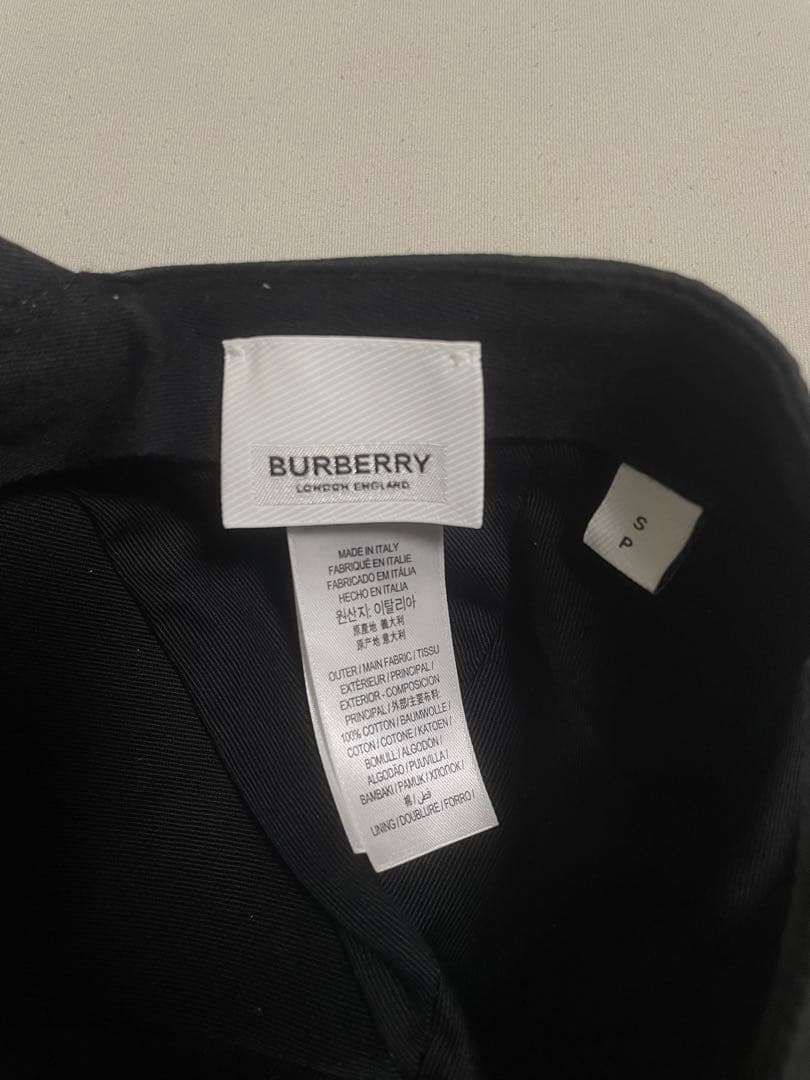 BURBERRY
LONDON ENGLAND
S
P
MADE IN ITALY
FABRIQUÉ EN ITALIE
FABRICADO EM ITÁLIA
HECHO EN ITALIA
원산지: 이탈리아
原產地 義大利
原产地 意大利
OUTER / MAIN FABRIC / TISSU
EXTÉRIEUR / PRINCIPAL /
EXTERIOR - COMPOSICION
PRINCIPAL / 外部/主要布料:
100% COTTON / BAUMWOLLE /
COTON / COTONE / KATOEN /
BOMULL / ALGODÓN /
ALGODÃO / PUUVILLA /
BAMBAKI / PAMUK / ХЛОПОК /
棉 / قطن /
LINING / DOUBLURE / FORRO /